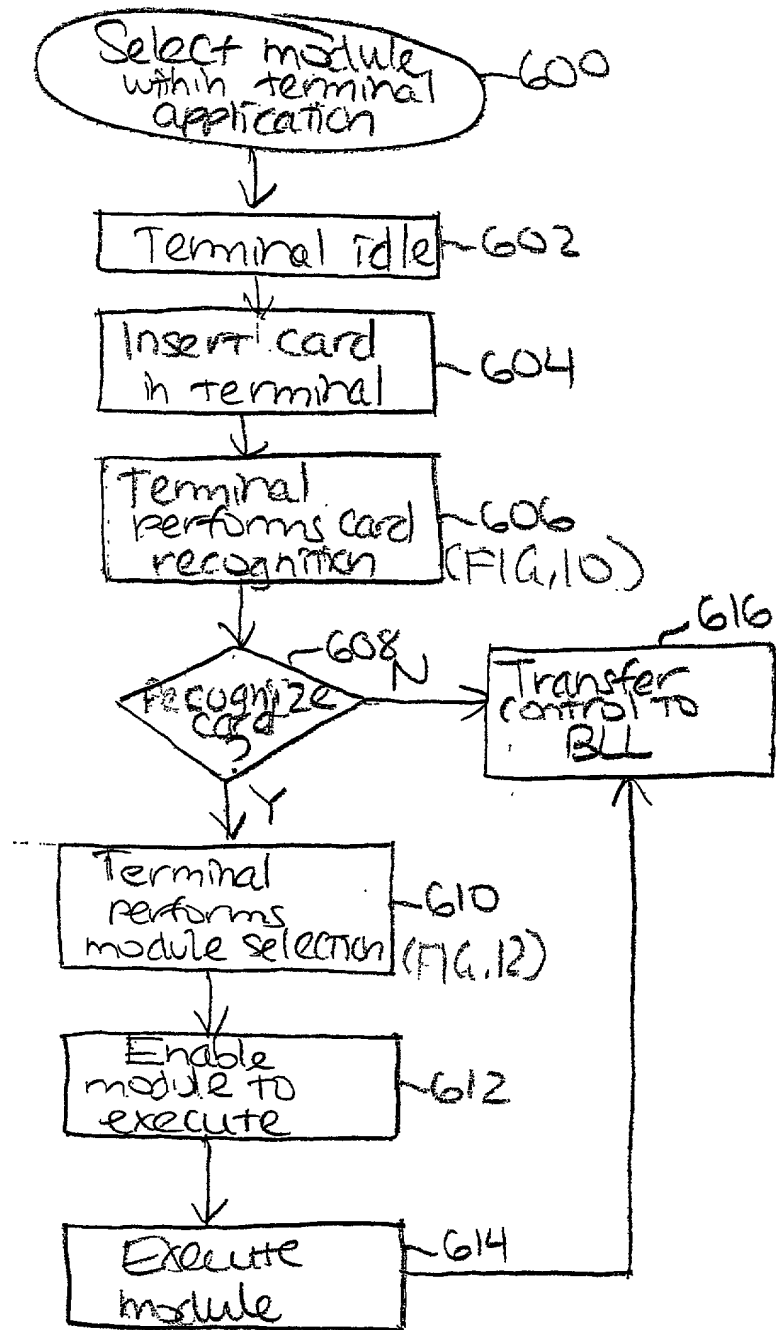 Select module
within terminal
application
600
Terminal idle
602
Insert card
in terminal
604
Terminal
performs card
recognition
606
(FIG. 10)
608
Recognize
card
?
N
616
Transfer
control to
BLL
Y
Terminal
performs
module selection
610
(FIG. 12)
Enable
module to
execute
612
Execute
module
614